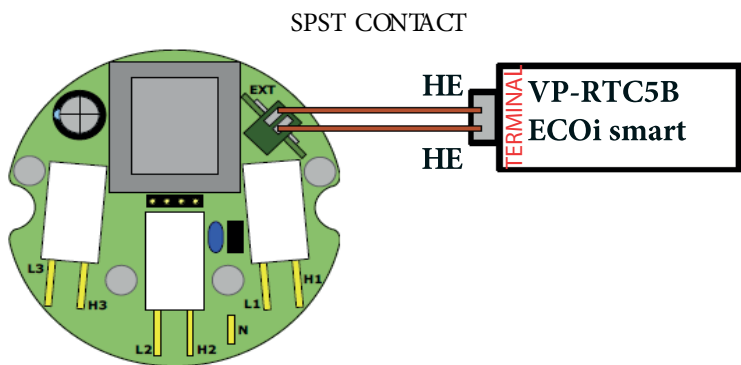 SPST CONTACT
EXT
HE
TERMINAL
VP-RTC5B
ECOi smart
HE
L3
H3
L2
H2
N
L1
H1